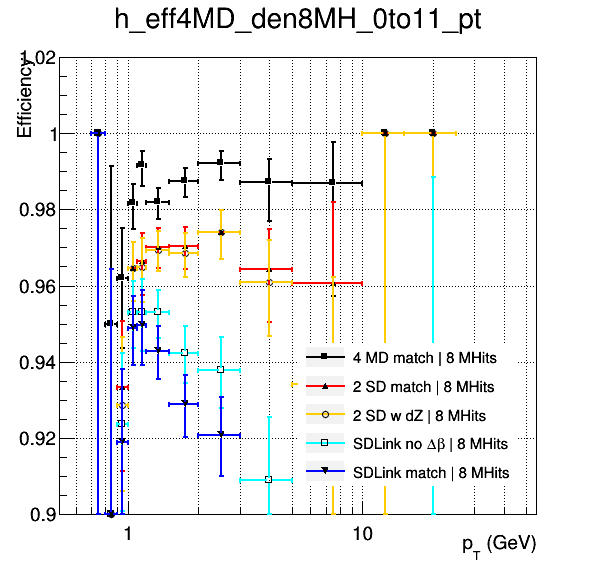 h_eff4MD_den8MH_0to11_pt
Efficiency
1.02
1
0.98
0.96
0.94
0.92
0.9
4 MD match | 8 MHits
2 SD match | 8 MHits
2 SD w dZ | 8 MHits
SDLink no Δβ | 8 MHits
SDLink match | 8 MHits
1
10
p_T (GeV)